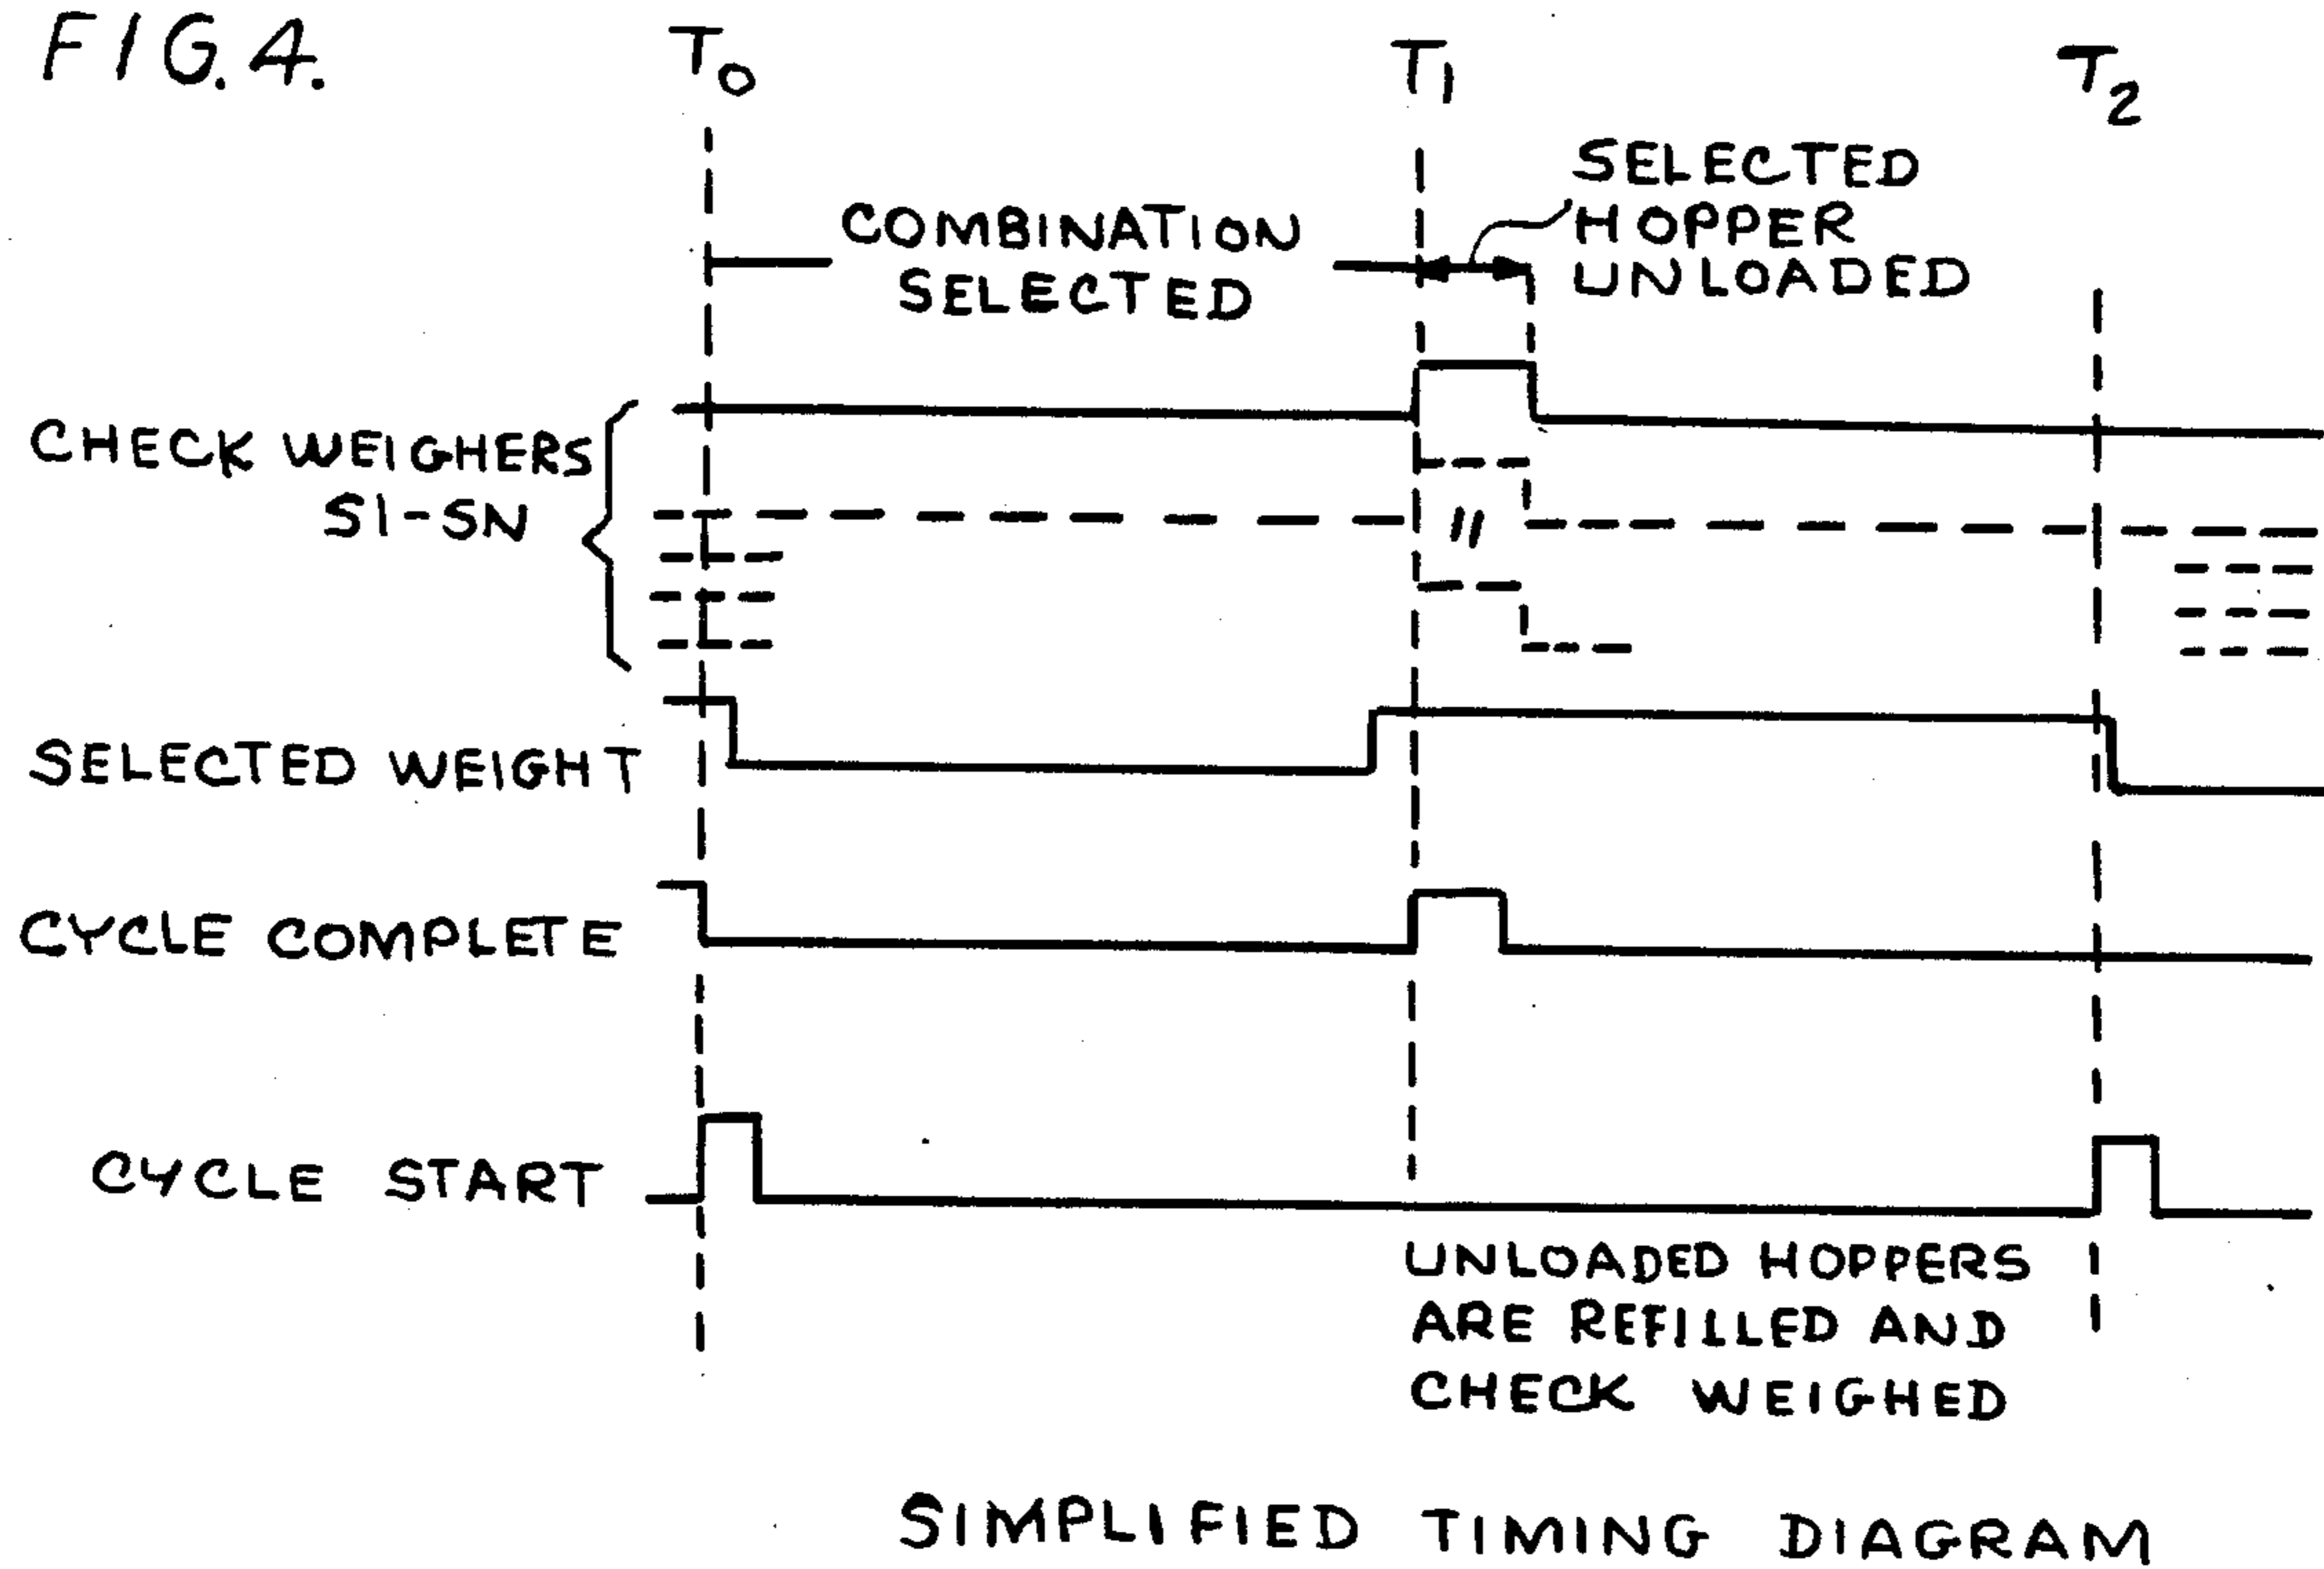 FIG. 4.
T0
T1
T2
COMBINATION
SELECTED
SELECTED
HOPPER
UNLOADED
CHECK WEIGHERS
S1-SN
"
SELECTED WEIGHT
CYCLE COMPLETE
CYCLE START
UNLOADED HOPPERS
ARE REFILLED AND
CHECK WEIGHED
SIMPLIFIED TIMING DIAGRAM